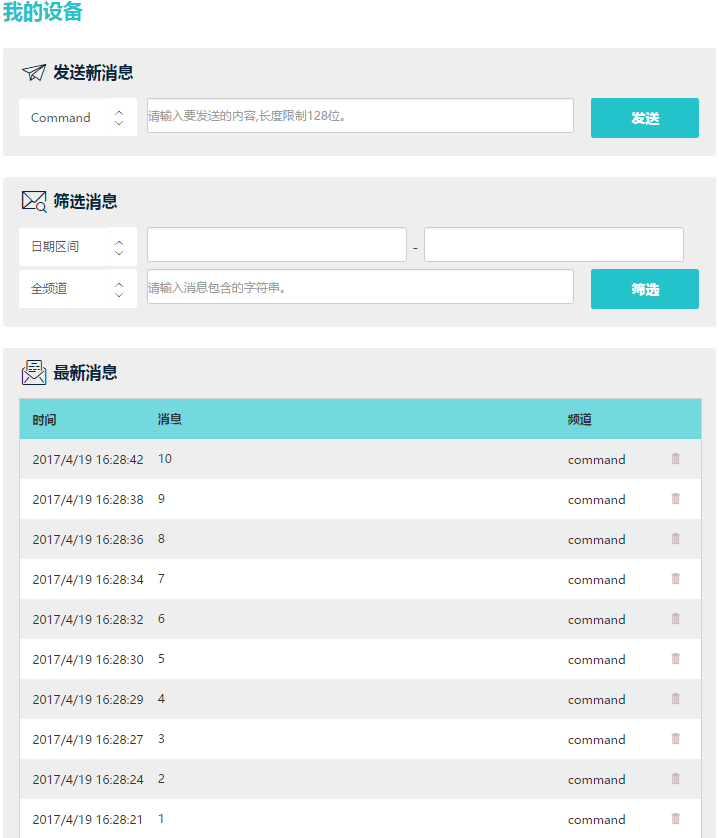 我的设备
发送新消息
Command 请输入要发送的内容,长度限制128位。 发送
筛选消息
日期区间 -
全频道 请输入消息包含的字符串。 筛选
最新消息
时间 消息 频道
2017/4/19 16:28:42 10 command
2017/4/19 16:28:38 9 command
2017/4/19 16:28:36 8 command
2017/4/19 16:28:34 7 command
2017/4/19 16:28:32 6 command
2017/4/19 16:28:30 5 command
2017/4/19 16:28:29 4 command
2017/4/19 16:28:27 3 command
2017/4/19 16:28:24 2 command
2017/4/19 16:28:21 1 command